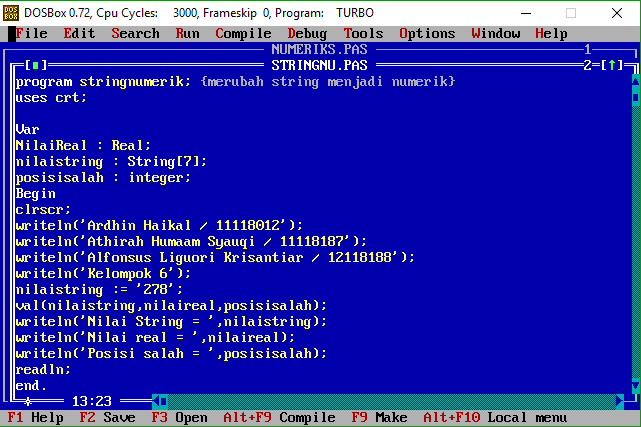 DOSBox 0.72, Cpu Cycles: 3000, Frameskip 0, Program: TURBO
File Edit Search Run Compile Debug Tools Options Window Help
NUMERIKS.PAS 1
STRINGNU.PAS 2=[↑]
program stringnumerik; {merubah string menjadi numerik}
uses crt;
Var
NilaiReal : Real;
nilaistring : String[7];
posisisalah : integer;
Begin
clrscr;
writeln('Ardhin Haikal / 11118012');
writeln('Athirah Humaam Syauqi / 11118187');
writeln('Alfonsus Liguori Krisantiar / 12118188');
writeln('Kelompok 6');
nilaistring := '278';
val(nilaistring,nilaireal,posisisalah);
writeln('Nilai String = ',nilaistring);
writeln('Nilai real = ',nilaireal);
writeln('Posisi salah = ',posisisalah);
readln;
end.
13:23
F1 Help F2 Save F3 Open Alt+F9 Compile F9 Make Alt+F10 Local menu